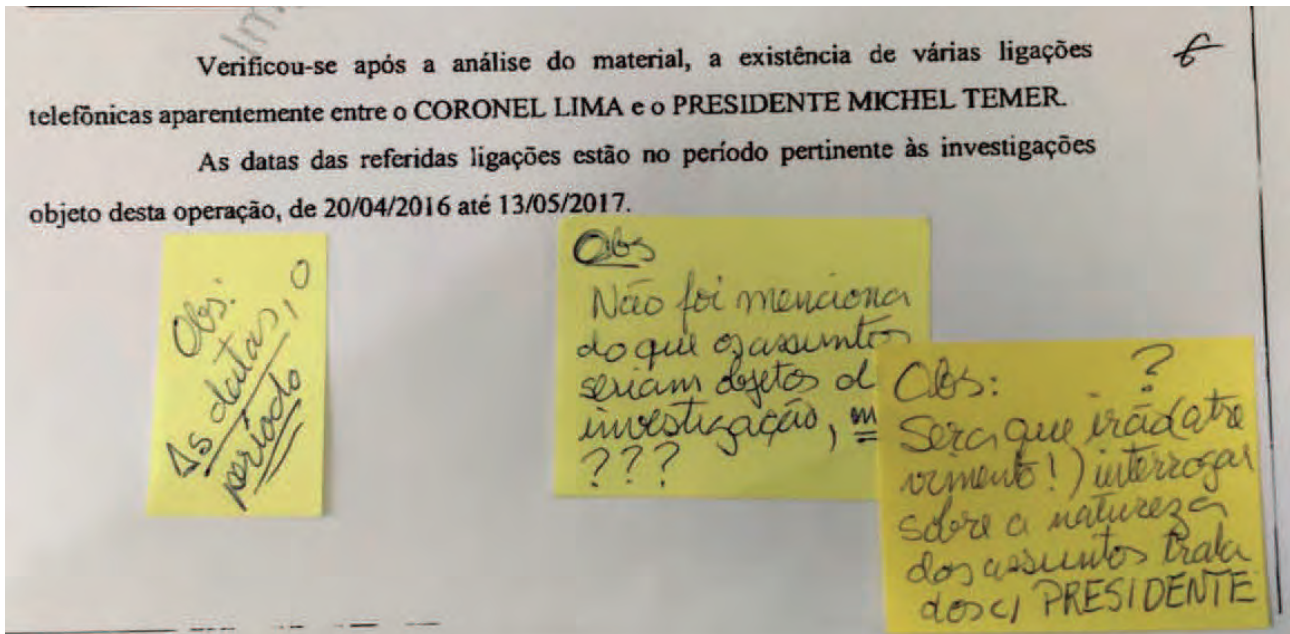 Verificou-se após a análise do material, a existência de várias ligações
telefônicas aparentemente entre o CORONEL LIMA e o PRESIDENTE MICHEL TEMER.
As datas das referidas ligações estão no período pertinente às investigações
objeto desta operação, de 20/04/2016 até 13/05/2017.
Obs:
As datas, o
período
Obs
Não foi menciona
do que os assuntos
seriam objetos d
investigação, m
???
Obs: ?
Será que irão (atre
vimento!) interrogar
sobre a natureza
dos assuntos trata
dos c/ PRESIDENTE